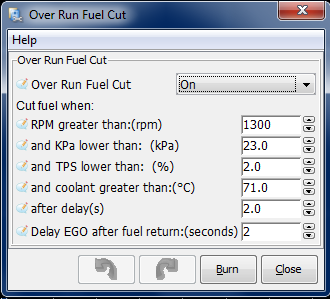 Over Run Fuel Cut
Help
Over Run Fuel Cut
Over Run Fuel Cut On
Cut fuel when:
RPM greater than:(rpm) 1300
and KPa lower than: (kPa) 23.0
and TPS lower than: (%) 2.0
and coolant greater than:(°C) 71.0
after delay(s) 2.0
Delay EGO after fuel return:(seconds) 2
Burn Close